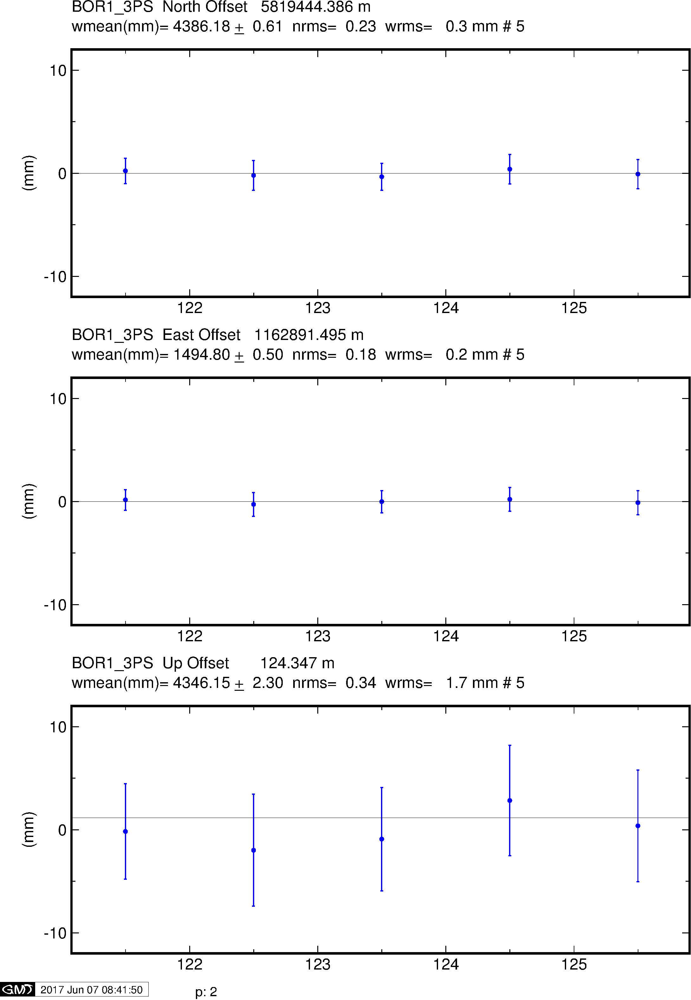 BOR1_3PS North Offset 5819444.386 m
wmean(mm)= 4386.18 ± 0.61 nrms= 0.23 wrms= 0.3 mm # 5
10
0
-10
(mm)
122 123 124 125
BOR1_3PS East Offset 1162891.495 m
wmean(mm)= 1494.80 ± 0.50 nrms= 0.18 wrms= 0.2 mm # 5
10
0
-10
(mm)
122 123 124 125
BOR1_3PS Up Offset 124.347 m
wmean(mm)= 4346.15 ± 2.30 nrms= 0.34 wrms= 1.7 mm # 5
10
0
-10
(mm)
122 123 124 125
GMT 2017 Jun 07 08:41:50 p: 2